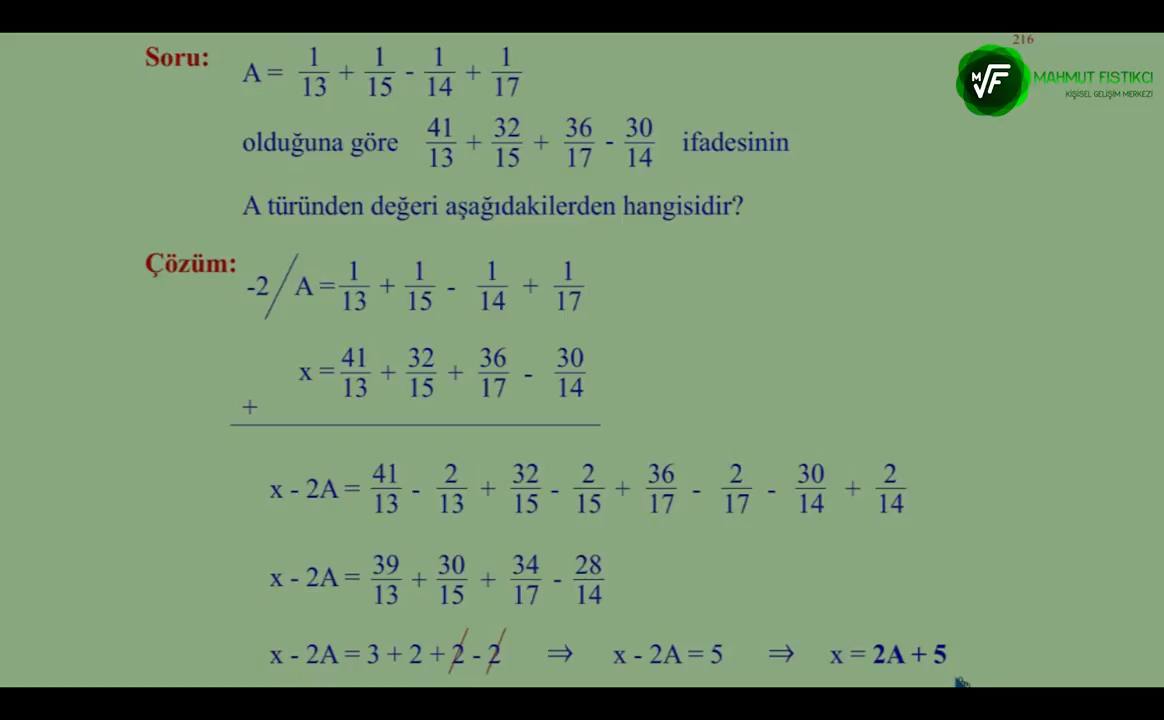 216
MAHMUT FISTIKCI
KİŞİSEL GELİŞİM MERKEZİ
Soru: A = 1/13 + 1/15 - 1/14 + 1/17
olduğuna göre 41/13 + 32/15 + 36/17 - 30/14 ifadesinin
A türünden değeri aşağıdakilerden hangisidir?
Çözüm: -2/ A = 1/13 + 1/15 - 1/14 + 1/17
x = 41/13 + 32/15 + 36/17 - 30/14
+
x - 2A = 41/13 - 2/13 + 32/15 - 2/15 + 36/17 - 2/17 - 30/14 + 2/14
x - 2A = 39/13 + 30/15 + 34/17 - 28/14
x - 2A = 3 + 2 + 2 - 2 ⇒ x - 2A = 5 ⇒ x = 2A + 5